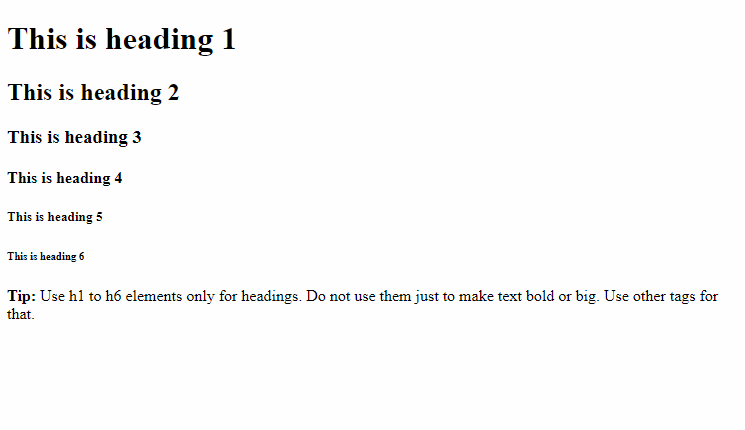 This is heading 1
This is heading 2
This is heading 3
This is heading 4
This is heading 5
This is heading 6
Tip: Use h1 to h6 elements only for headings. Do not use them just to make text bold or big. Use other tags for
that.